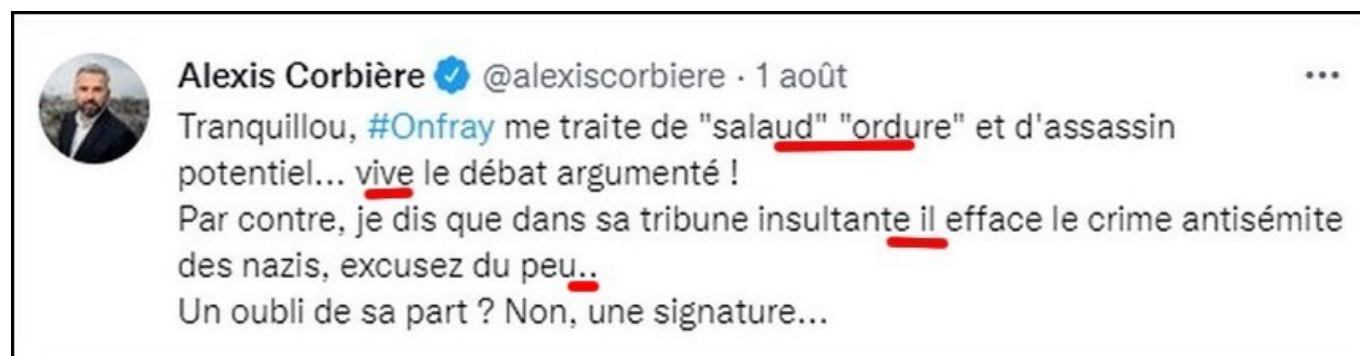 Alexis Corbière @alexiscorbiere · 1 août
Tranquillou, #Onfray me traite de "salaud" "ordure" et d'assassin
potentiel... vive le débat argumenté !
Par contre, je dis que dans sa tribune insultante il efface le crime antisémite
des nazis, excusez du peu..
Un oubli de sa part ? Non, une signature...